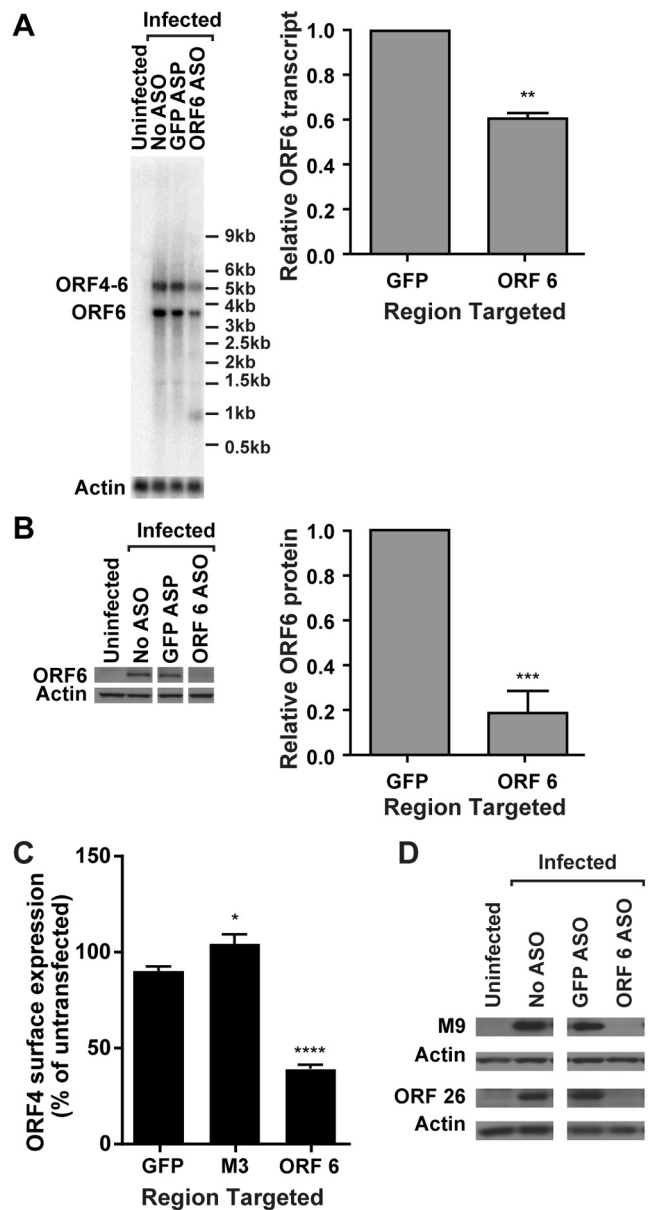 A
Infected
Uninfected
No ASO
GFP ASP
ORF6 ASO
ORF4-6
ORF6
9kb
6kb
5kb
4kb
3kb
2.5kb
2kb
1.5kb
1kb
0.5kb
Actin
Relative ORF6 transcript
1.0
0.8
0.6
0.4
0.2
0.0
**
GFP
ORF 6
Region Targeted
B
Infected
Uninfected
No ASO
GFP ASP
ORF 6 ASO
ORF6
Actin
Relative ORF6 protein
1.0
0.8
0.6
0.4
0.2
0.0
***
GFP
ORF 6
Region Targeted
C
ORF4 surface expression
(% of untransfected)
150
100
50
0
*
****
GFP
M3
ORF 6
Region Targeted
D
Infected
Uninfected
No ASO
GFP ASO
ORF 6 ASO
M9
Actin
ORF 26
Actin